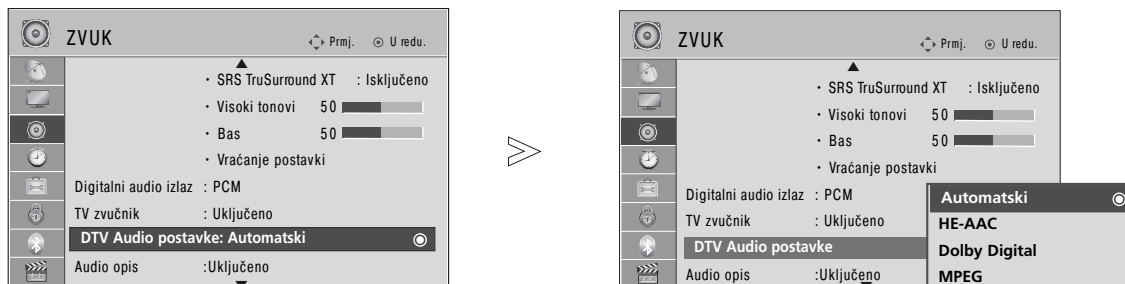 ZVUK
Prmj. U redu.
• SRS TruSurround XT : Isključeno
• Visoki tonovi 50
• Bas 50
• Vraćanje postavki
Digitalni audio izlaz : PCM
TV zvučnik : Uključeno
DTV Audio postavke: Automatski
Audio opis :Uključeno
ZVUK
Prmj. U redu.
• SRS TruSurround XT : Isključeno
• Visoki tonovi 50
• Bas 50
• Vraćanje postavki
Digitalni audio izlaz : PCM
TV zvučnik : Uključeno
DTV Audio postavke
Audio opis :Uključeno
Automatski
HE-AAC
Dolby Digital
MPEG